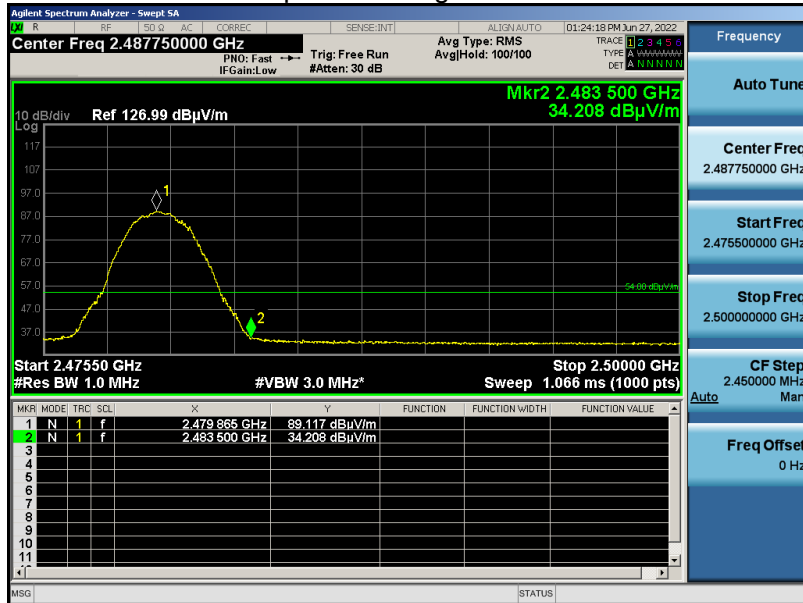 Agilent Spectrum Analyzer - Swept SA
LXI R RF 50 Ω AC CORREC SENSE:INT ALIGN AUTO 01:24:18 PM Jun 27, 2022
Center Freq 2.487750000 GHz
PNO: Fast
IFGain:Low
Trig: Free Run
#Atten: 30 dB
Avg Type: RMS
Avg|Hold: 100/100
TRACE 1 2 3 4 5 6
TYPE A
DET A N N N N N
Mkr2 2.483 500 GHz
34.208 dBµV/m
10 dB/div Ref 126.99 dBµV/m
Log
117
107
97.0
87.0
77.0
67.0
57.0
47.0
37.0
1
2
54.00 dBµV/m
Start 2.47550 GHz Stop 2.50000 GHz
#Res BW 1.0 MHz #VBW 3.0 MHz* Sweep 1.066 ms (1000 pts)
MKR MODE TRC SCL X Y FUNCTION FUNCTION WIDTH FUNCTION VALUE
1 N 1 f 2.479 865 GHz 89.117 dBµV/m
2 N 1 f 2.483 500 GHz 34.208 dBµV/m
3
4
5
6
7
8
9
10
11
MSG STATUS
Frequency
Auto Tune
Center Freq
2.487750000 GHz
Start Freq
2.475500000 GHz
Stop Freq
2.500000000 GHz
CF Step
2.450000 MHz
Auto Man
Freq Offset
0 Hz